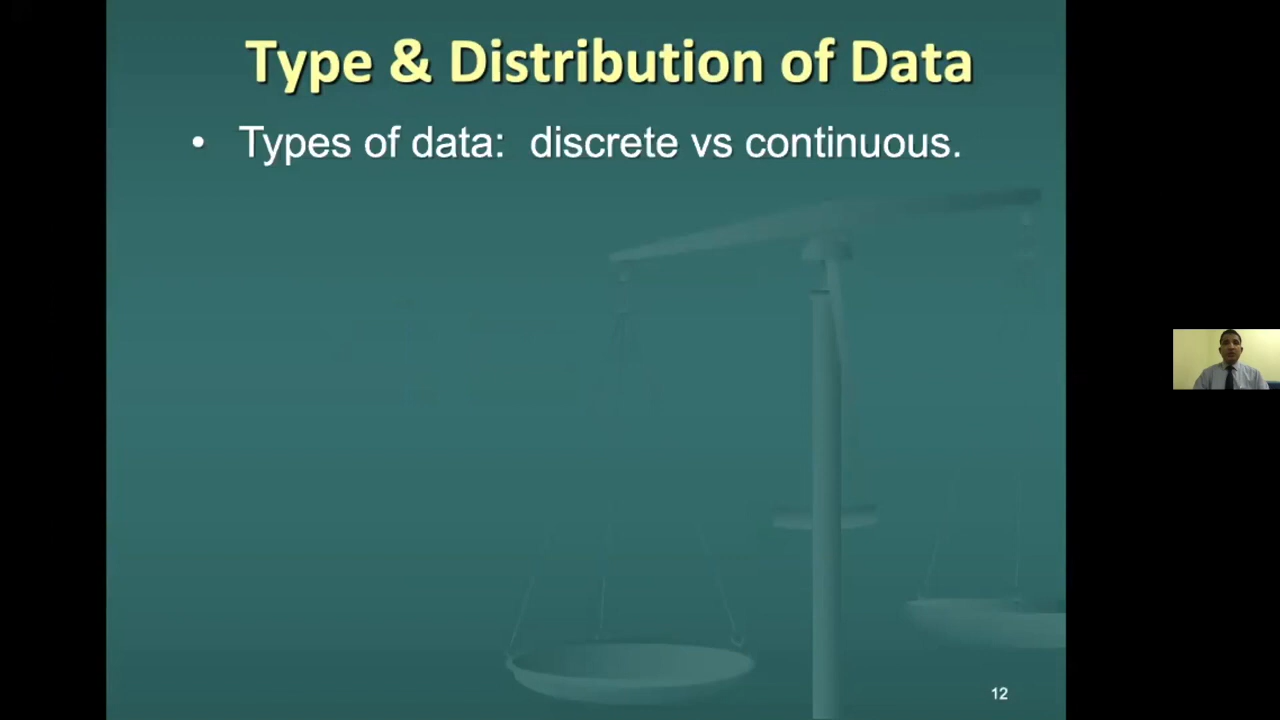 Type & Distribution of Data
• Types of data: discrete vs continuous.
12